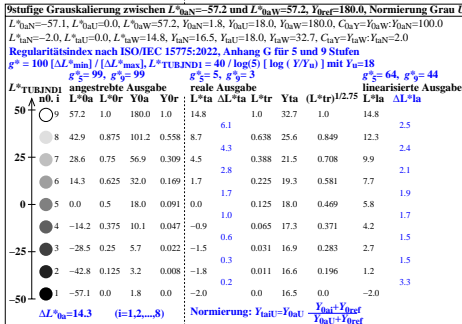 9stufige Grauskalierung zwischen L*0aN=−57.2 und L*0aW=57.2, Y0ref=180.0, Normierung Grau U
L*0aN=−57.1, L*0aU=0.0, L*0aW=57.2, Y0aN=1.8, Y0aU=18.0, Y0aW=180.0, C0aY=Y0aW:Y0aN=100.0
L*taN=−2.0, L*taU=0.0, L*taW=14.8, YtaN=16.5, YtaU=18.0, YtaW=32.7, CtaY=YtaW:YtaN=2.0
Regularitätsindex nach ISO/IEC 15775:2022, Anhang G für 5 und 9 Stufen
g* = 100 [ΔL*min] / [ΔL*max], L*TUBJND1 = 40 / log(5) [ log ( Y/Yu) ] mit Yu=18
g*5= 99, g*9= 99 g*5= 5, g*9= 3 g*5= 64, g*9= 44
L*TUBJND1 angestrebte Ausgabe reale Ausgabe linearisierte Ausgabe
n0. i L*0a L*0r Y0a Y0r L*ta ΔL*ta L*tr Yta (L*tr)1/2.75 L*la ΔL*la
50 9 57.2 1.0 180.0 1.0 14.8 1.0 32.7 1.0 14.8
6.1 2.5
8 42.9 0.875 101.2 0.558 8.7 0.638 25.6 0.849 12.3
4.3 2.4
25 7 28.6 0.75 56.9 0.309 4.5 0.388 21.5 0.708 9.9
2.8 2.1
6 14.3 0.625 32.0 0.169 1.7 0.225 19.3 0.581 7.7
1.7 1.9
0 5 0.0 0.5 18.0 0.091 0.0 0.125 18.0 0.469 5.8
1.0 1.7
4 −14.2 0.375 10.1 0.047 −0.9 0.065 17.3 0.371 4.2
0.6 1.5
−25 3 −28.5 0.25 5.7 0.022 −1.5 0.031 16.9 0.283 2.7
0.3 1.5
2 −42.8 0.125 3.2 0.008 −1.8 0.011 16.6 0.196 1.2
0.2 3.3
−50 1 −57.1 0.0 1.8 0.0 −2.0 0.0 16.5 0.0 −2.0
ΔL*0a=14.3 (i=1,2,...,8) Normierung: YtaiU=Y0aU Y0ai+Y0ref
Y0aU+Y0ref